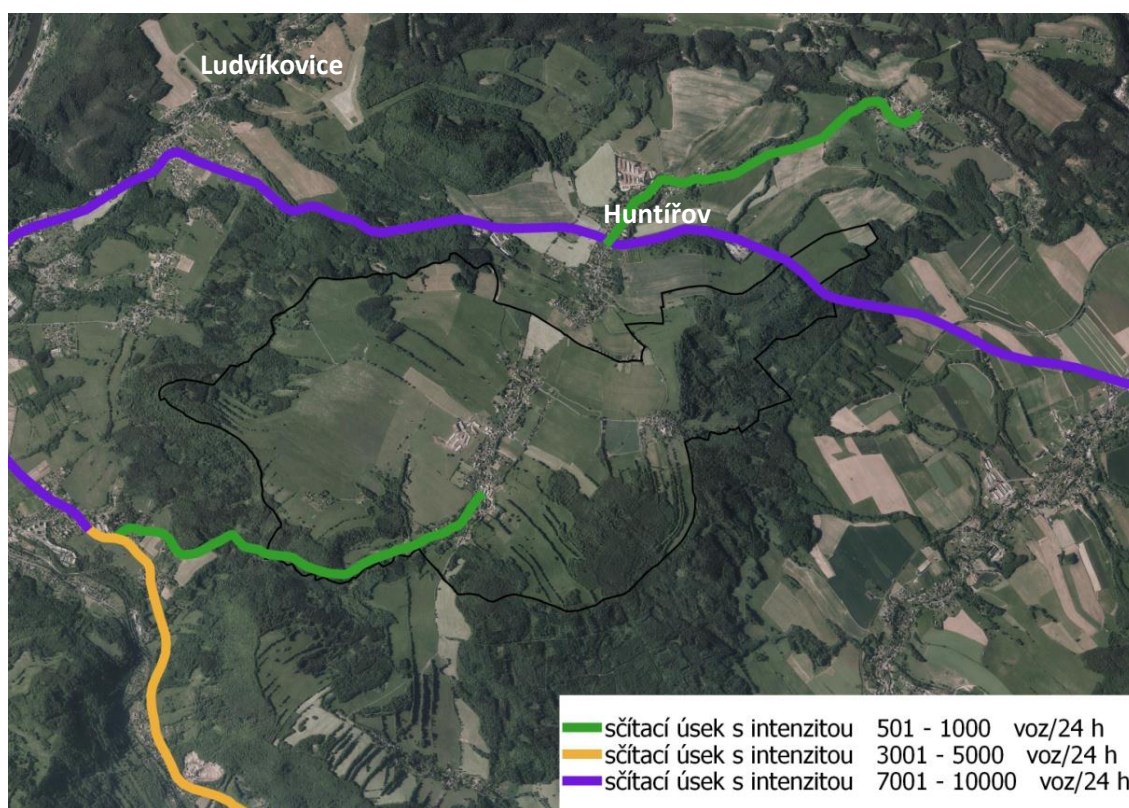 Ludvíkovice
Huntířov
sčítací úsek s intenzitou 501 - 1000 voz/24 h
sčítací úsek s intenzitou 3001 - 5000 voz/24 h
sčítací úsek s intenzitou 7001 - 10000 voz/24 h